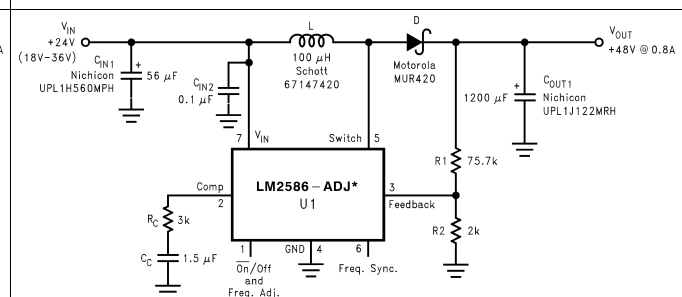 V_IN
+24V
(18V–36V)
C_IN1
Nichicon
UPL1H560MPH
+
56 μF
C_IN2
0.1 μF
L
100 μH
Schott
67147420
D
Motorola
MUR420
V_OUT
+48V @ 0.8A
+
1200 μF
C_OUT1
Nichicon
UPL1J122MRH
7
V_IN
Switch
5
R1
75.7k
Comp
2
LM2586–ADJ*
U1
3
Feedback
R_C
3k
R2
2k
C_C
1.5 μF
1
GND
4
6
On/Off
and
Freq. Adj.
Freq. Sync.
A